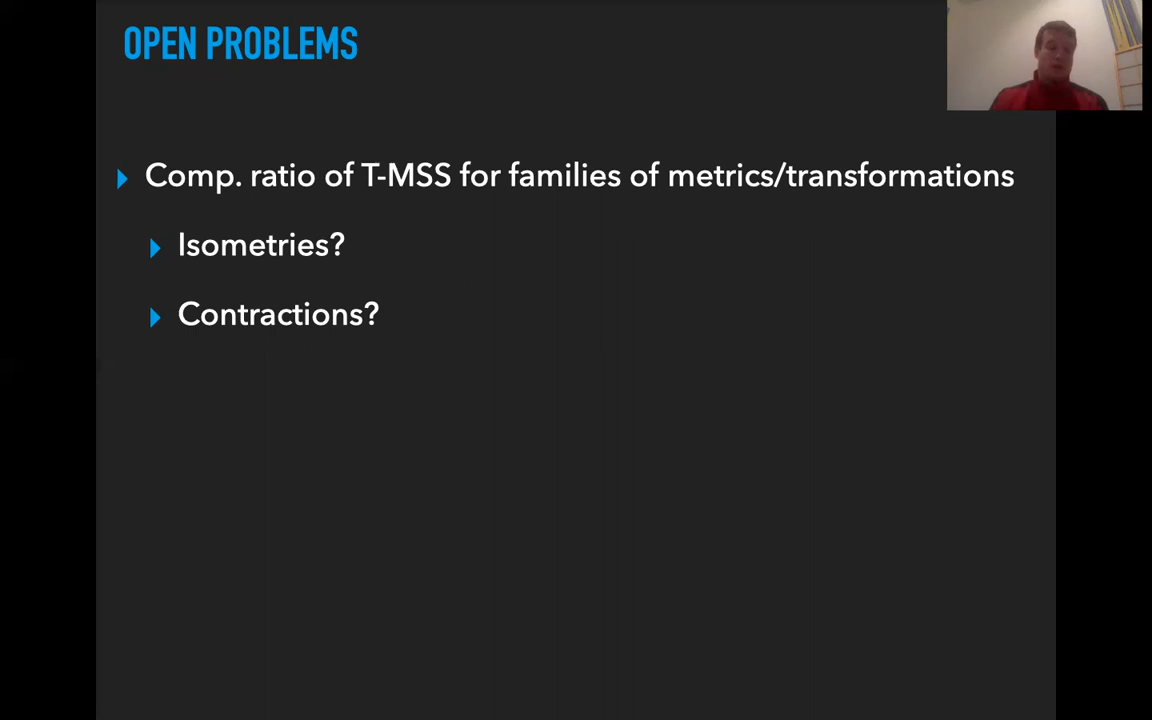 OPEN PROBLEMS
Comp. ratio of T-MSS for families of metrics/transformations
Isometries?
Contractions?